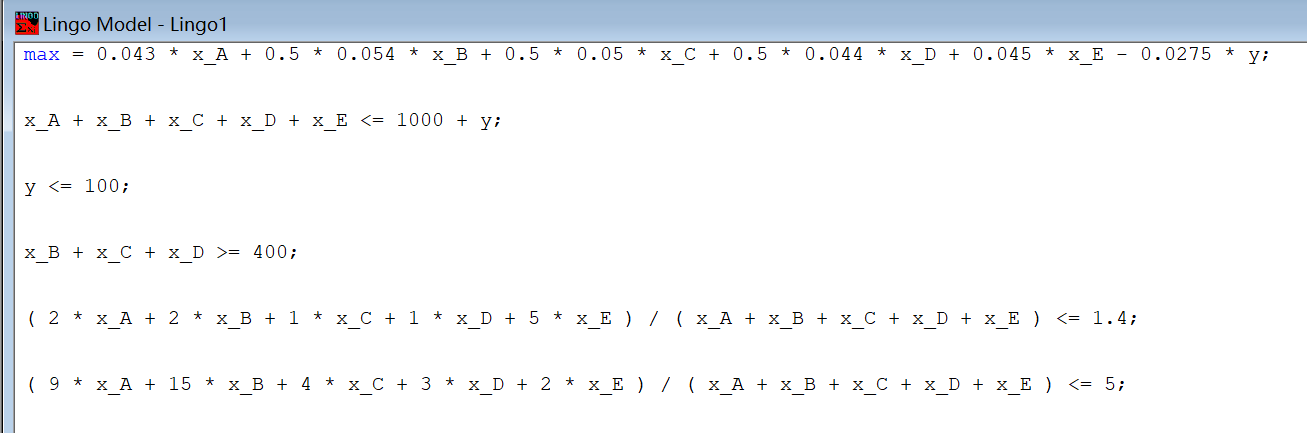 LINGO
Lingo Model - Lingo1
max = 0.043 * x_A + 0.5 * 0.054 * x_B + 0.5 * 0.05 * x_C + 0.5 * 0.044 * x_D + 0.045 * x_E - 0.0275 * y;
x_A + x_B + x_C + x_D + x_E <= 1000 + y;
y <= 100;
x_B + x_C + x_D >= 400;
( 2 * x_A + 2 * x_B + 1 * x_C + 1 * x_D + 5 * x_E ) / ( x_A + x_B + x_C + x_D + x_E ) <= 1.4;
( 9 * x_A + 15 * x_B + 4 * x_C + 3 * x_D + 2 * x_E ) / ( x_A + x_B + x_C + x_D + x_E ) <= 5;